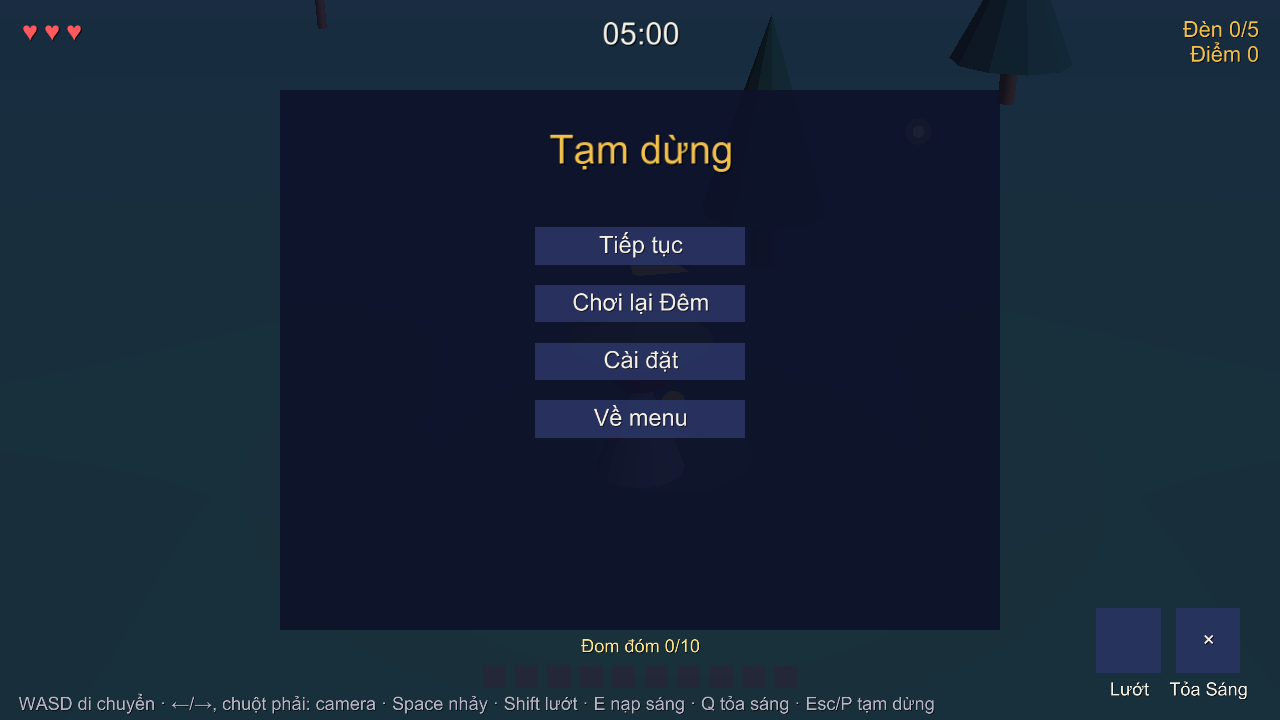 ♥ ♥ ♥
05:00
Đèn 0/5
Điểm 0
Tạm dừng
Tiếp tục
Chơi lại Đêm
Cài đặt
Về menu
Đom đóm 0/10
×
Lướt
Tỏa Sáng
WASD di chuyển · ←/→, chuột phải: camera · Space nhảy · Shift lướt · E nạp sáng · Q tỏa sáng · Esc/P tạm dừng